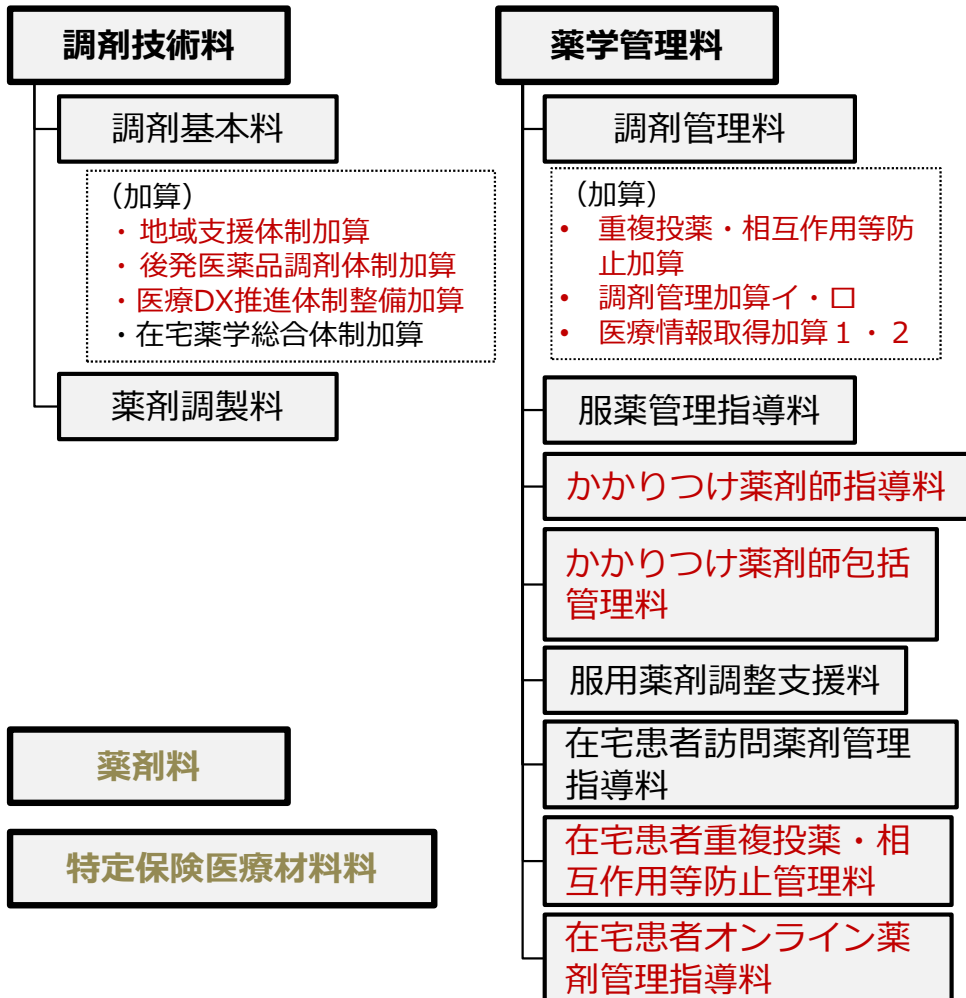 調剤技術料
調剤基本料
（加算）
・地域支援体制加算
・後発医薬品調剤体制加算
・医療DX推進体制整備加算
・在宅薬学総合体制加算
薬剤調製料
薬剤料
特定保険医療材料料
薬学管理料
調剤管理料
（加算）
• 重複投薬・相互作用等防
止加算
• 調剤管理加算イ・ロ
• 医療情報取得加算１・２
服薬管理指導料
かかりつけ薬剤師指導料
かかりつけ薬剤師包括
管理料
服用薬剤調整支援料
在宅患者訪問薬剤管理
指導料
在宅患者重複投薬・相
互作用等防止管理料
在宅患者オンライン薬
剤管理指導料